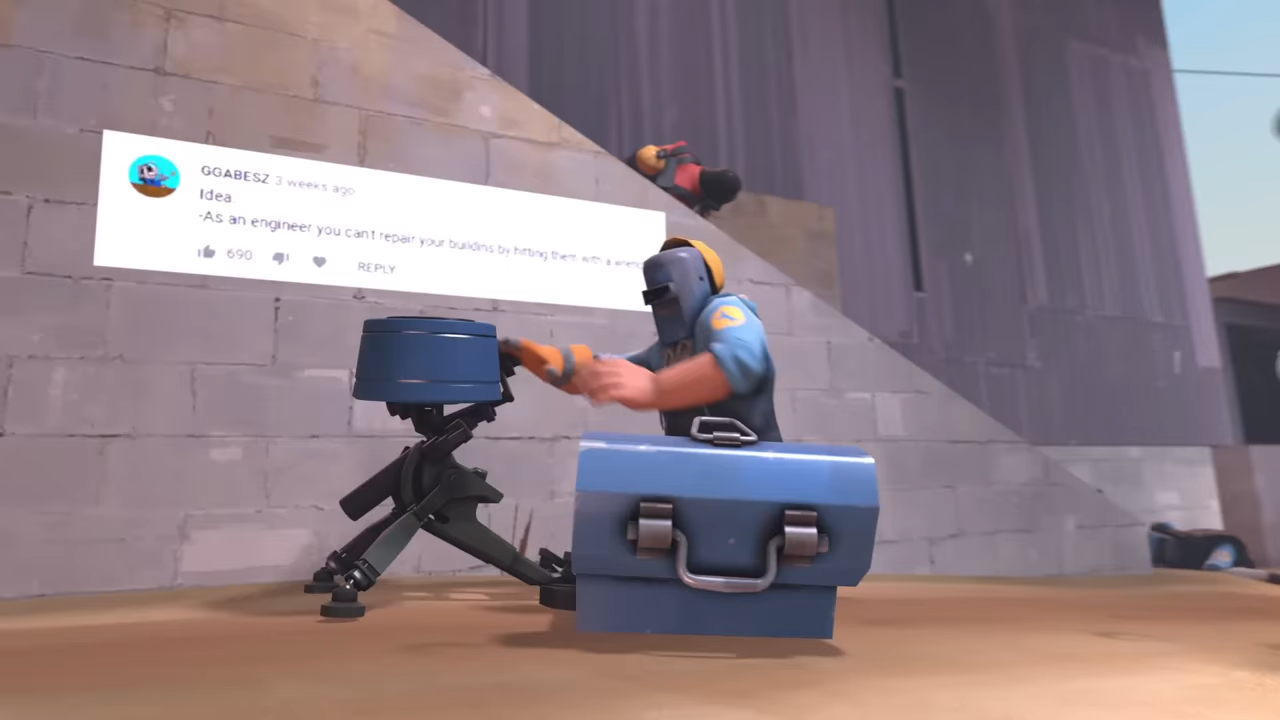 GGABESZ 3 weeks ago
Idea.
-As an engineer you can't repair your buildins by hitting them with a wrench
690 REPLY